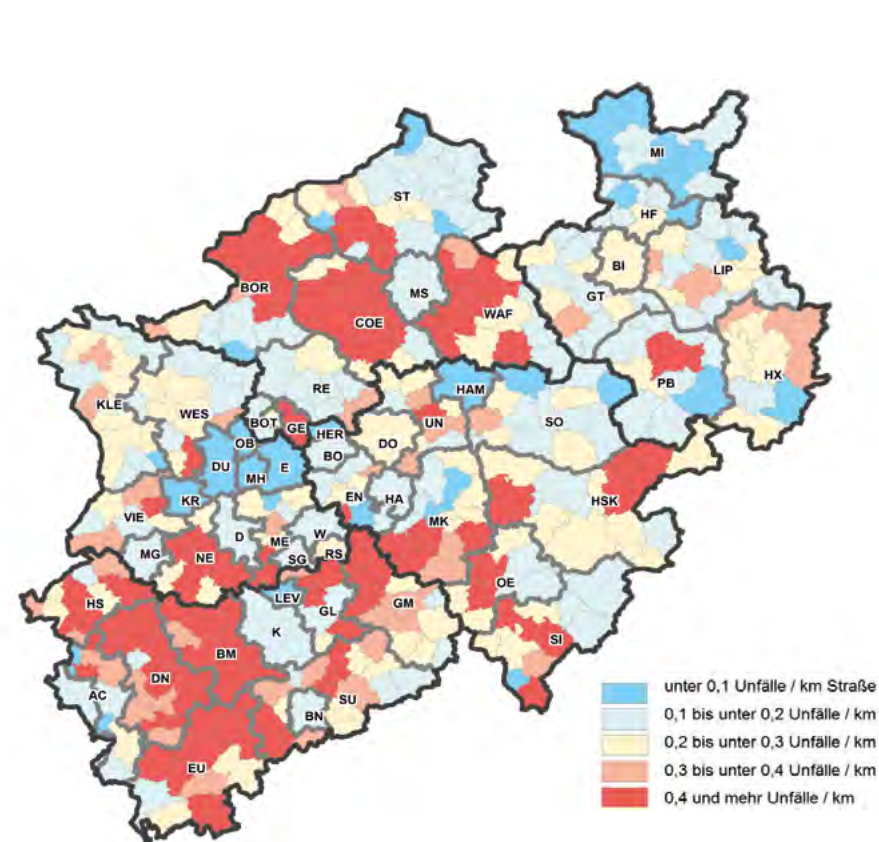 MI
ST
HF
BI
LIP
BOR
MS
GT
COE
WAF
PB
HX
RE
HAM
KLE
WES
BOT
GE
HER
UN
SO
OB
BO
DO
DU
MH
E
KR
EN
HA
HSK
VIE
MK
D
W
ME
MG
NE
SG
RS
OE
LEV
HS
GL
GM
K
BM
SI
DN
AC
SU
BN
EU
unter 0,1 Unfälle / km Straße
0,1 bis unter 0,2 Unfälle / km
0,2 bis unter 0,3 Unfälle / km
0,3 bis unter 0,4 Unfälle / km
0,4 und mehr Unfälle / km